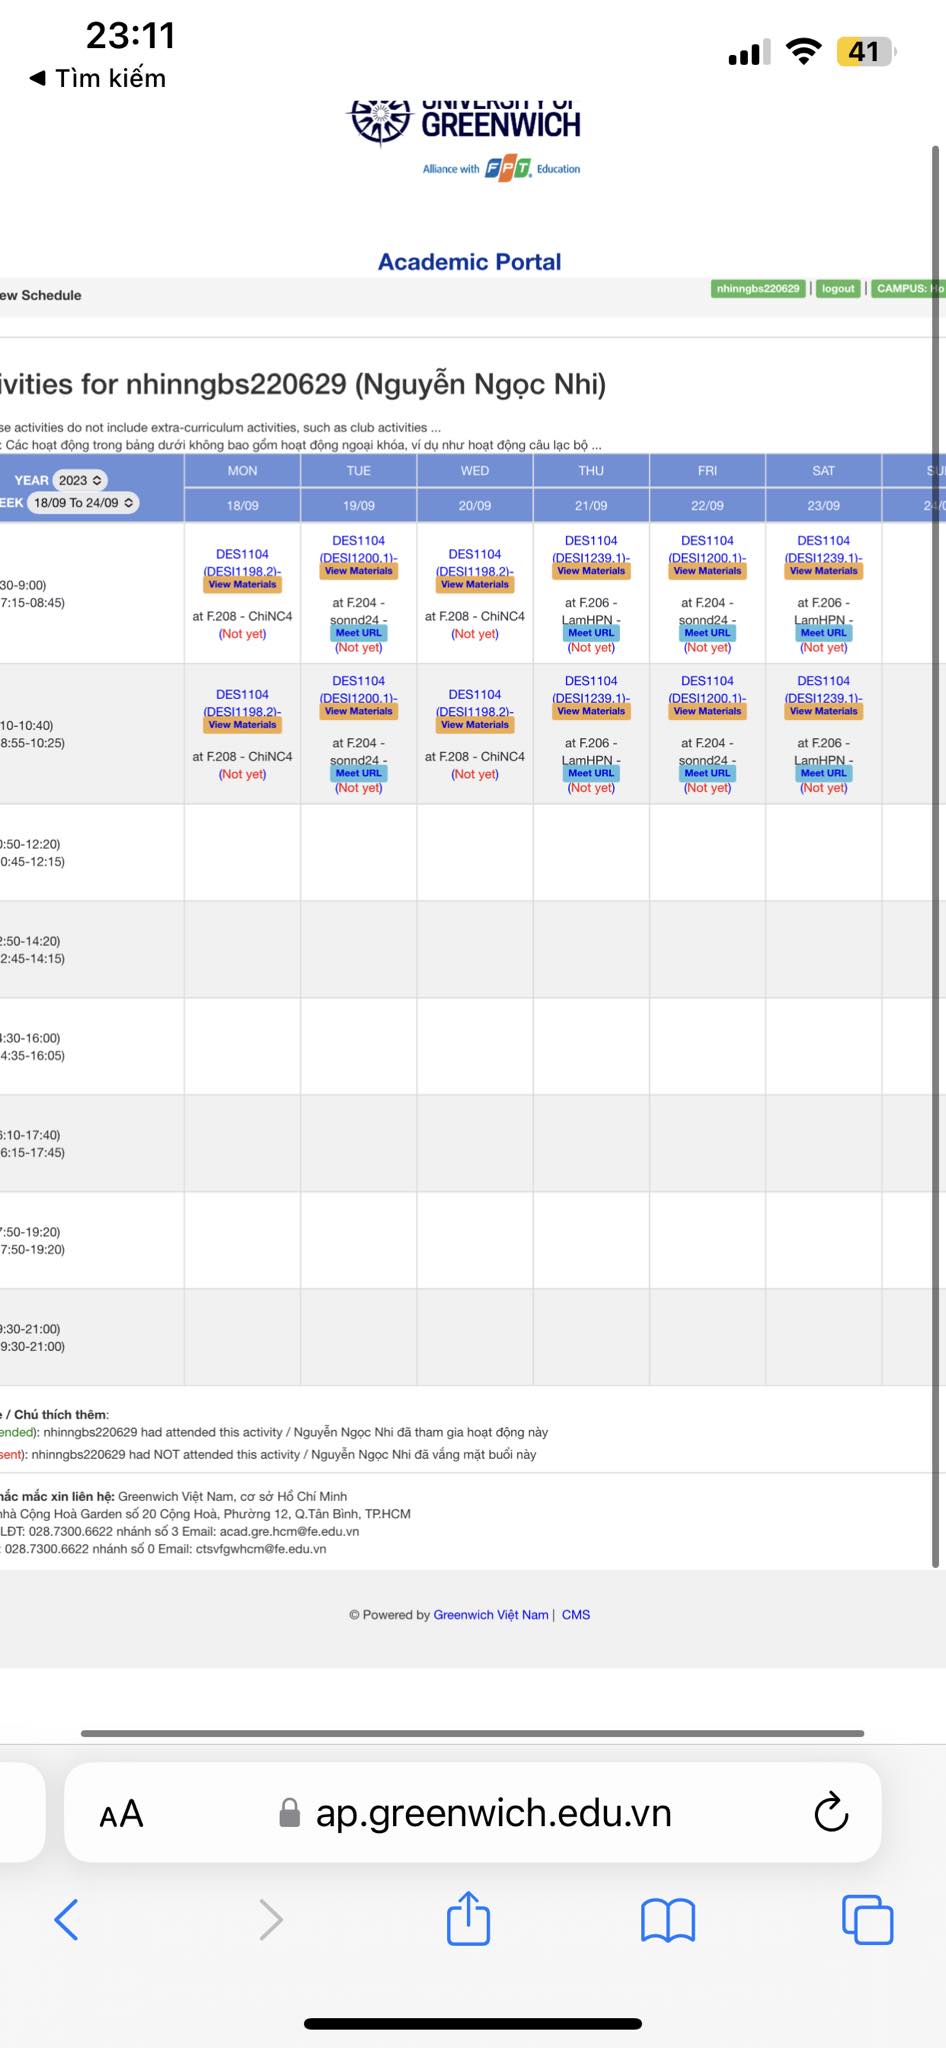 23:11
41
◀ Tìm kiếm
UNIVERSITY OF
GREENWICH
Alliance with FPT. Education
Academic Portal
ew Schedule
nhinngbs220629 | logout | CAMPUS: Ho
ivities for nhinngbs220629 (Nguyễn Ngọc Nhi)
se activities do not include extra-curriculum activities, such as club activities ...
: Các hoạt động trong bảng dưới không bao gồm hoạt động ngoại khóa, ví dụ như hoạt động câu lạc bộ ...
YEAR 2023 MON TUE WED THU FRI SAT SU
EEK 18/09 To 24/09 18/09 19/09 20/09 21/09 22/09 23/09 24/0
30-9:00)
7:15-08:45)
DES1104
(DESI1198.2)-
View Materials
at F.208 - ChiNC4
(Not yet)
DES1104
(DESI1200.1)-
View Materials
at F.204 -
sonnd24 -
Meet URL
(Not yet)
DES1104
(DESI1198.2)-
View Materials
at F.208 - ChiNC4
(Not yet)
DES1104
(DESI1239.1)-
View Materials
at F.206 -
LamHPN -
Meet URL
(Not yet)
DES1104
(DESI1200.1)-
View Materials
at F.204 -
sonnd24 -
Meet URL
(Not yet)
DES1104
(DESI1239.1)-
View Materials
at F.206 -
LamHPN -
Meet URL
(Not yet)
10-10:40)
8:55-10:25)
DES1104
(DESI1198.2)-
View Materials
at F.208 - ChiNC4
(Not yet)
DES1104
(DESI1200.1)-
View Materials
at F.204 -
sonnd24 -
Meet URL
(Not yet)
DES1104
(DESI1198.2)-
View Materials
at F.208 - ChiNC4
(Not yet)
DES1104
(DESI1239.1)-
View Materials
at F.206 -
LamHPN -
Meet URL
(Not yet)
DES1104
(DESI1200.1)-
View Materials
at F.204 -
sonnd24 -
Meet URL
(Not yet)
DES1104
(DESI1239.1)-
View Materials
at F.206 -
LamHPN -
Meet URL
(Not yet)
0:50-12:20)
0:45-12:15)
2:50-14:20)
2:45-14:15)
4:30-16:00)
4:35-16:05)
6:10-17:40)
6:15-17:45)
7:50-19:20)
7:50-19:20)
9:30-21:00)
9:30-21:00)
e / Chú thích thêm:
ended): nhinngbs220629 had attended this activity / Nguyễn Ngọc Nhi đã tham gia hoạt động này
sent): nhinngbs220629 had NOT attended this activity / Nguyễn Ngọc Nhi đã vắng mặt buổi này
hắc mắc xin liên hệ: Greenwich Việt Nam, cơ sở Hồ Chí Minh
nhà Cộng Hoà Garden số 20 Cộng Hoà, Phường 12, Q.Tân Bình, TP.HCM
LĐT: 028.7300.6622 nhánh số 3 Email: acad.gre.hcm@fe.edu.vn
: 028.7300.6622 nhánh số 0 Email: ctsvfgwhcm@fe.edu.vn
© Powered by Greenwich Việt Nam | CMS
AA ap.greenwich.edu.vn